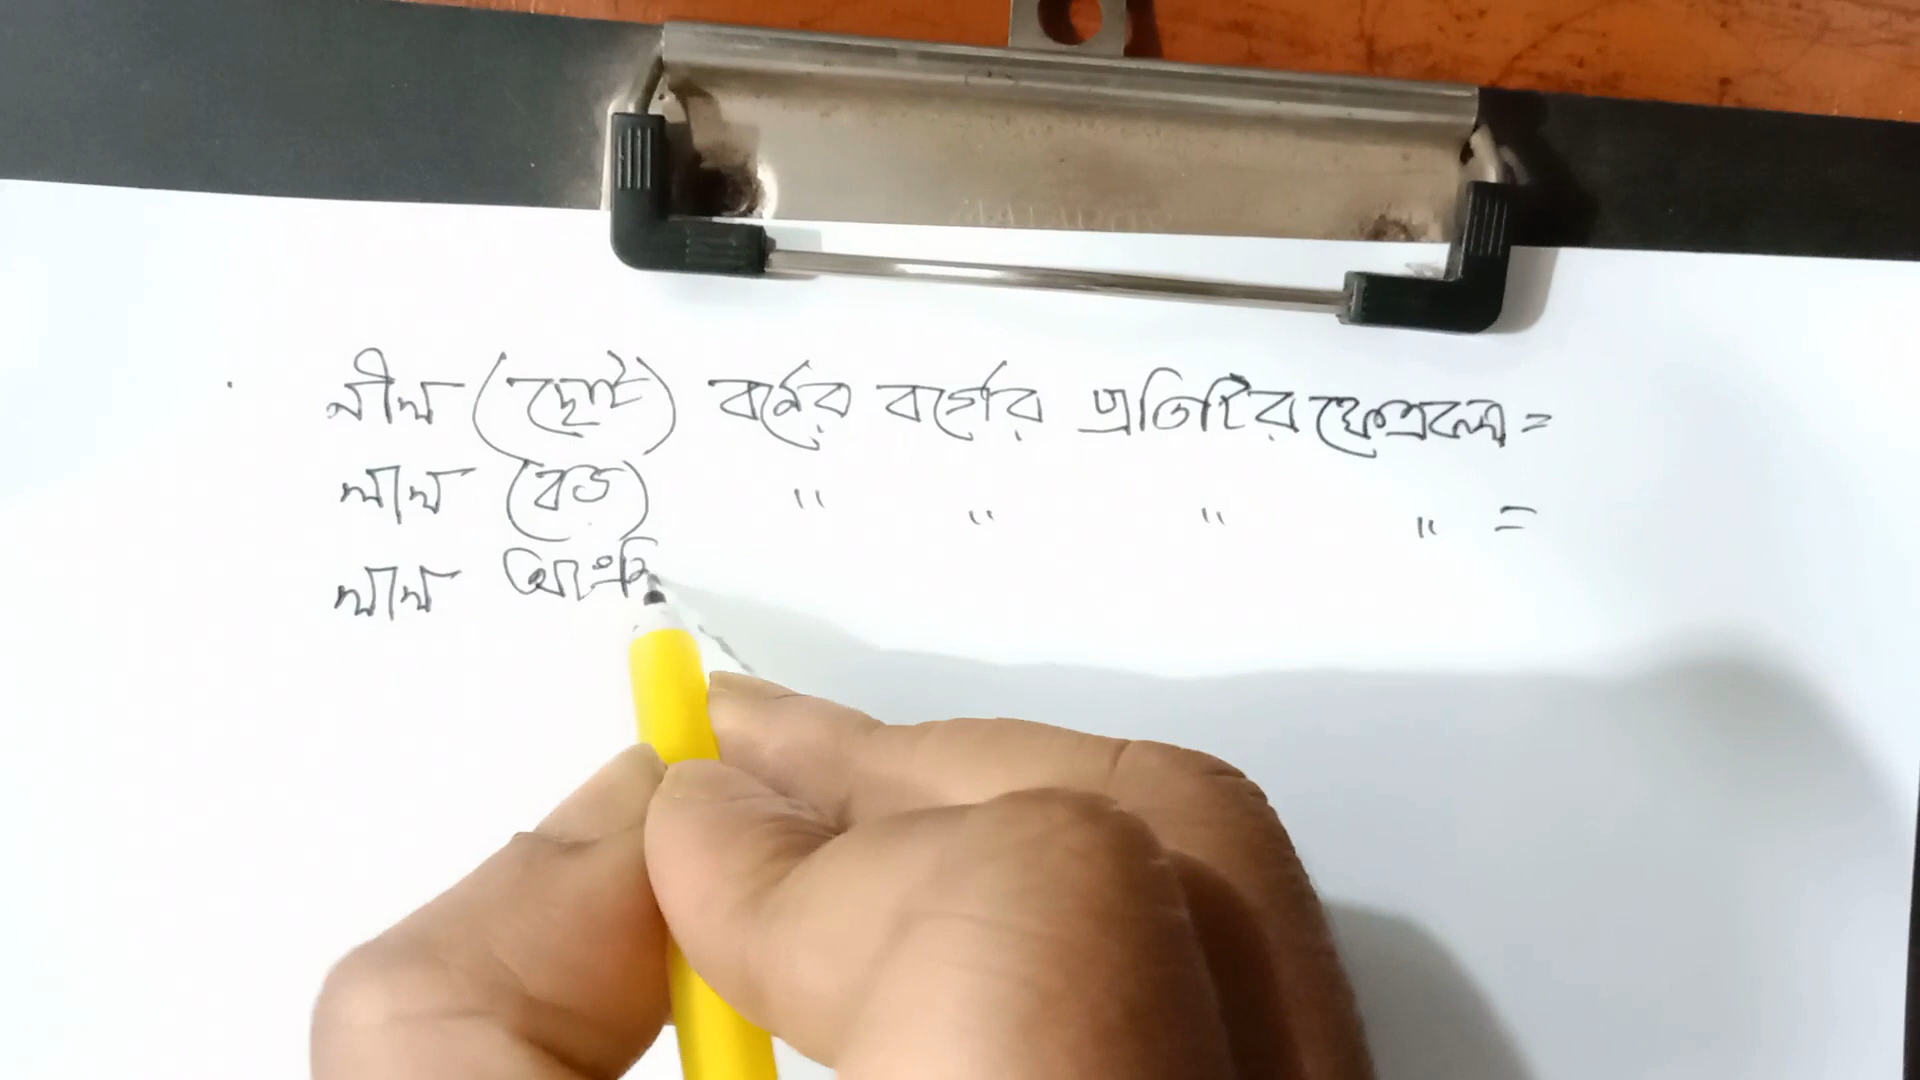 নীল (ছোট) বর্নের বর্গের প্রতিটির ক্ষেত্রফল =
লাল (বড) " " " " =
লাল